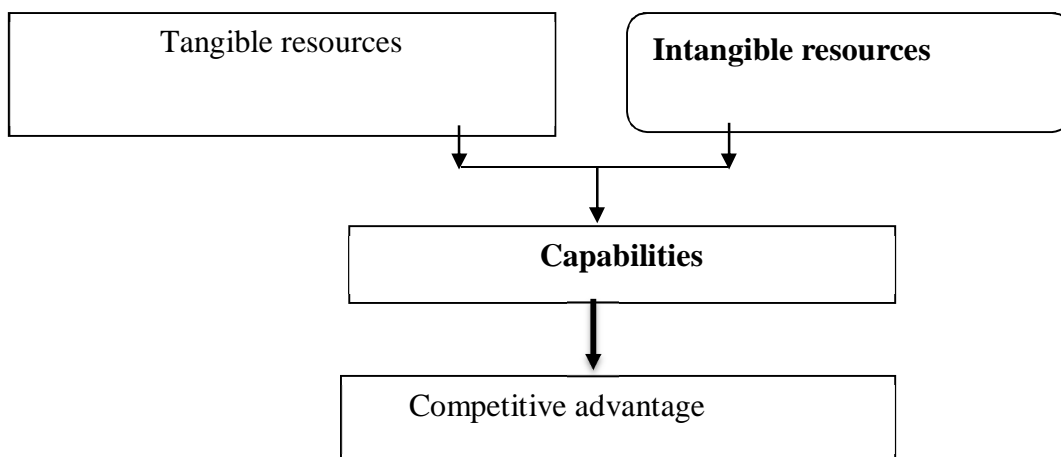 Tangible resources
Intangible resources
Capabilities
Competitive advantage